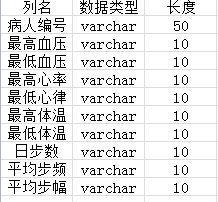 列名 数据类型 长度
病人编号 varchar 50
最高血压 varchar 10
最低血压 varchar 10
最高心率 varchar 10
最低心律 varchar 10
最高体温 varchar 10
最低体温 varchar 10
日步数 varchar 10
平均步频 varchar 10
平均步幅 varchar 10